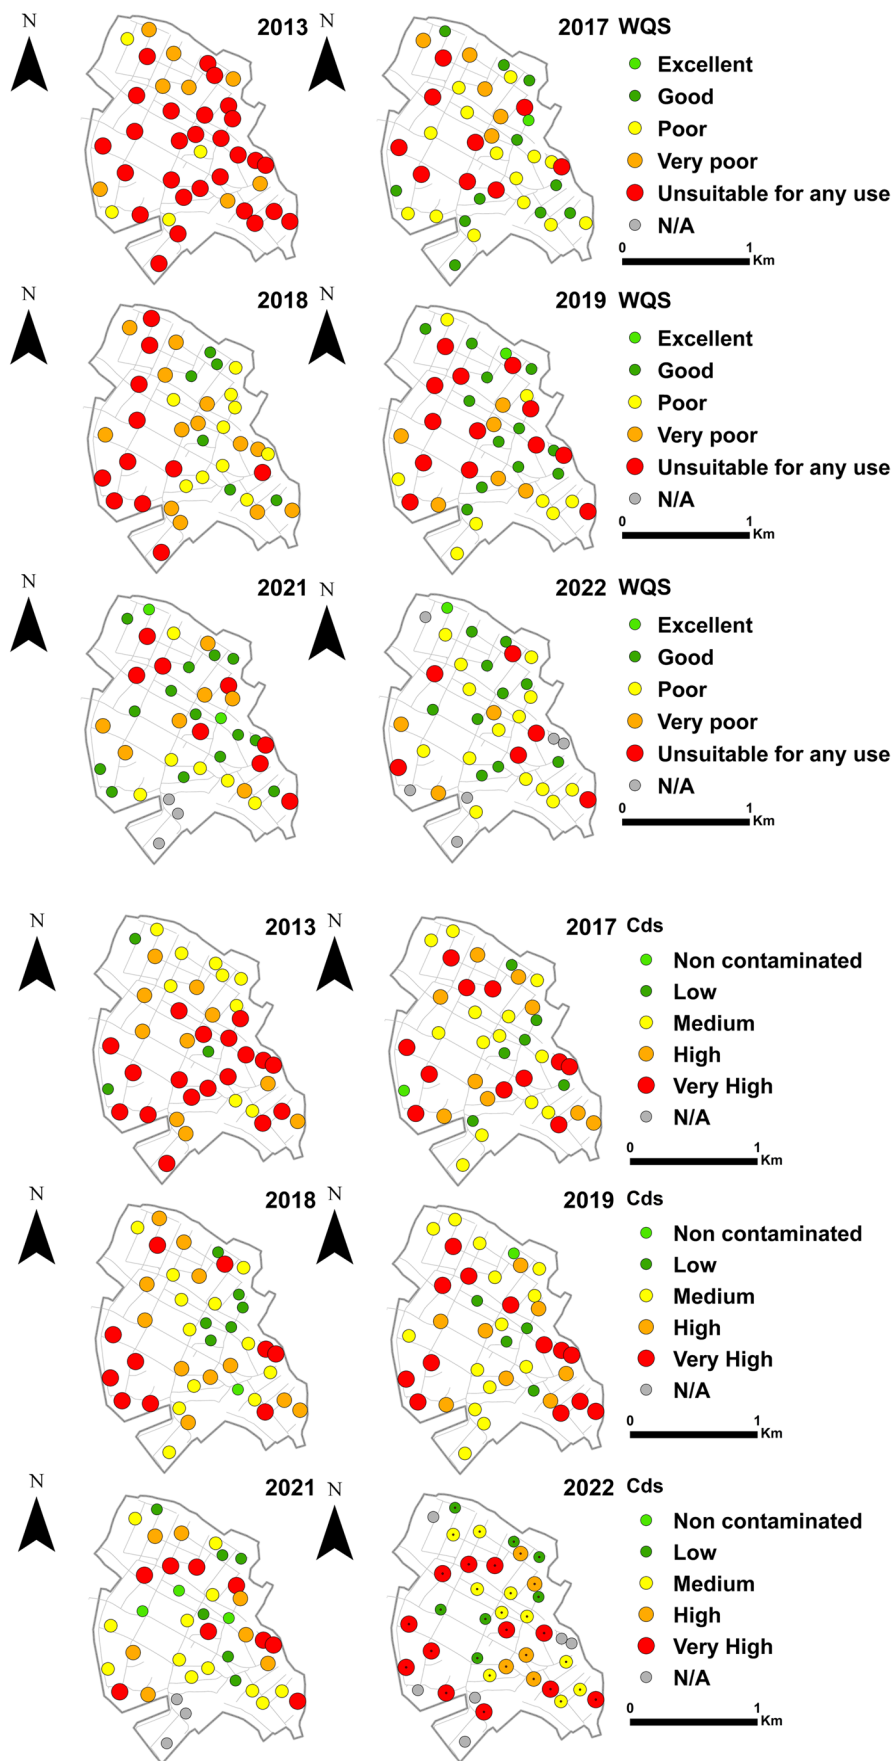 N 2013 N 2017 WQS
Excellent
Good
Poor
Very poor
Unsuitable for any use
N/A
0 1
Km
N 2018 N 2019 WQS
Excellent
Good
Poor
Very poor
Unsuitable for any use
N/A
0 1
Km
N 2021 N 2022 WQS
Excellent
Good
Poor
Very poor
Unsuitable for any use
N/A
0 1
Km
N 2013 N 2017 Cds
Non contaminated
Low
Medium
High
Very High
N/A
0 1
Km
N 2018 N 2019 Cds
Non contaminated
Low
Medium
High
Very High
N/A
0 1
Km
N 2021 N 2022 Cds
Non contaminated
Low
Medium
High
Very High
N/A
0 1
Km